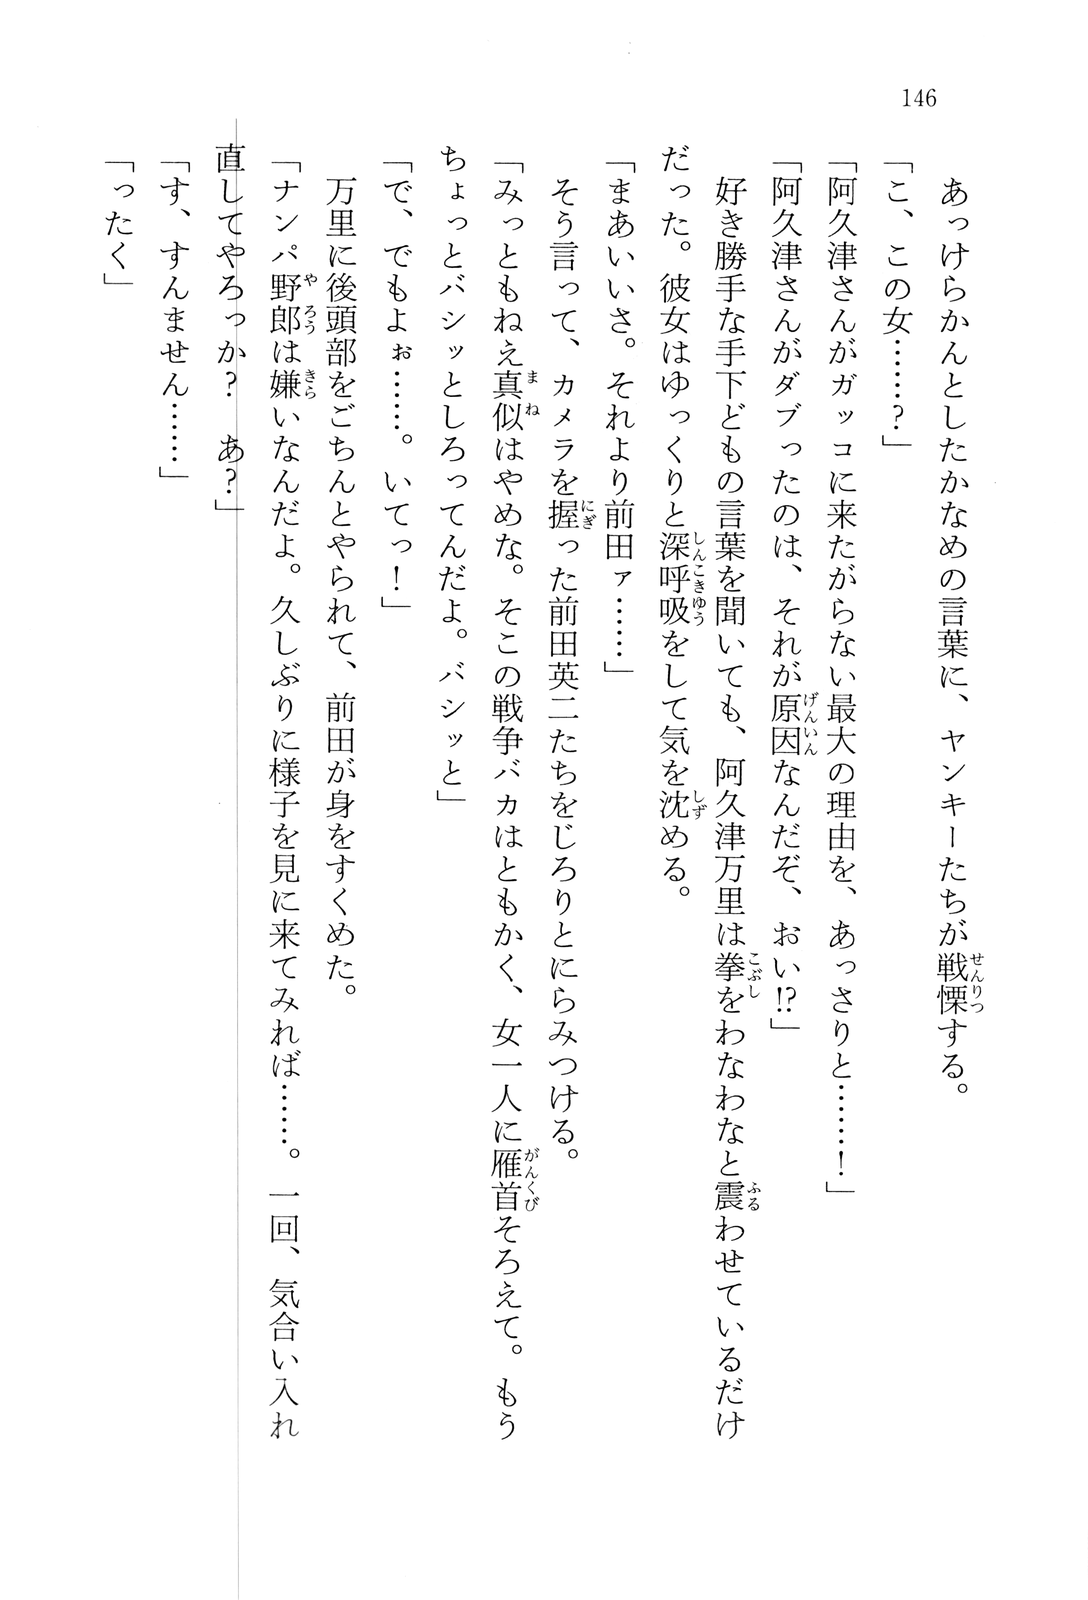 146
　あっけらかんとしたかなめの言葉に、ヤンキーたちが戦慄する。
「こ、この女……?」
「阿久津さんがガッコに来たがらない最大の理由を、あっさりと……!」
「阿久津さんがダブったのは、それが原因なんだぞ、おい!?」
　好き勝手な手下どもの言葉を聞いても、阿久津万里は拳をわなわなと震わせているだけ
だった。彼女はゆっくりと深呼吸をして気を沈める。
「まあいいさ。それより前田ァ……」
　そう言って、カメラを握った前田英二たちをじろりとにらみつける。
「みっともねえ真似はやめな。そこの戦争バカはともかく、女一人に雁首そろえて。もう
ちょっとバシッとしろってんだよ。バシッと」
「で、でもよぉ……。いてっ!」
　万里に後頭部をごちんとやられて、前田が身をすくめた。
「ナンパ野郎は嫌いなんだよ。久しぶりに様子を見に来てみれば……。一回、気合い入れ
直してやろっか?　あ?」
「す、すんません……」
「ったく」